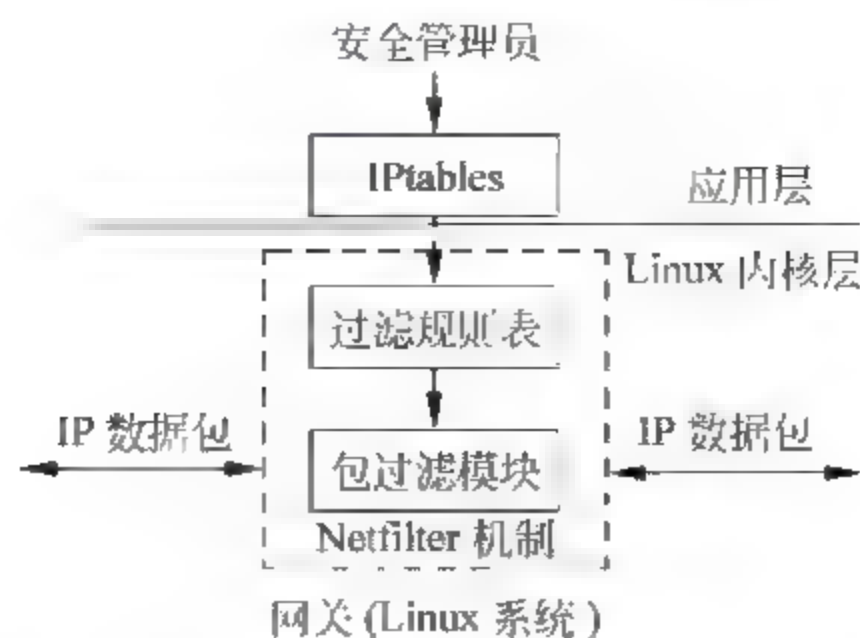 安全管理员
IPtables
应用层
Linux 内核层
过滤规则表
IP 数据包
IP 数据包
包过滤模块
Netfilter 机制
网关 (Linux 系统)